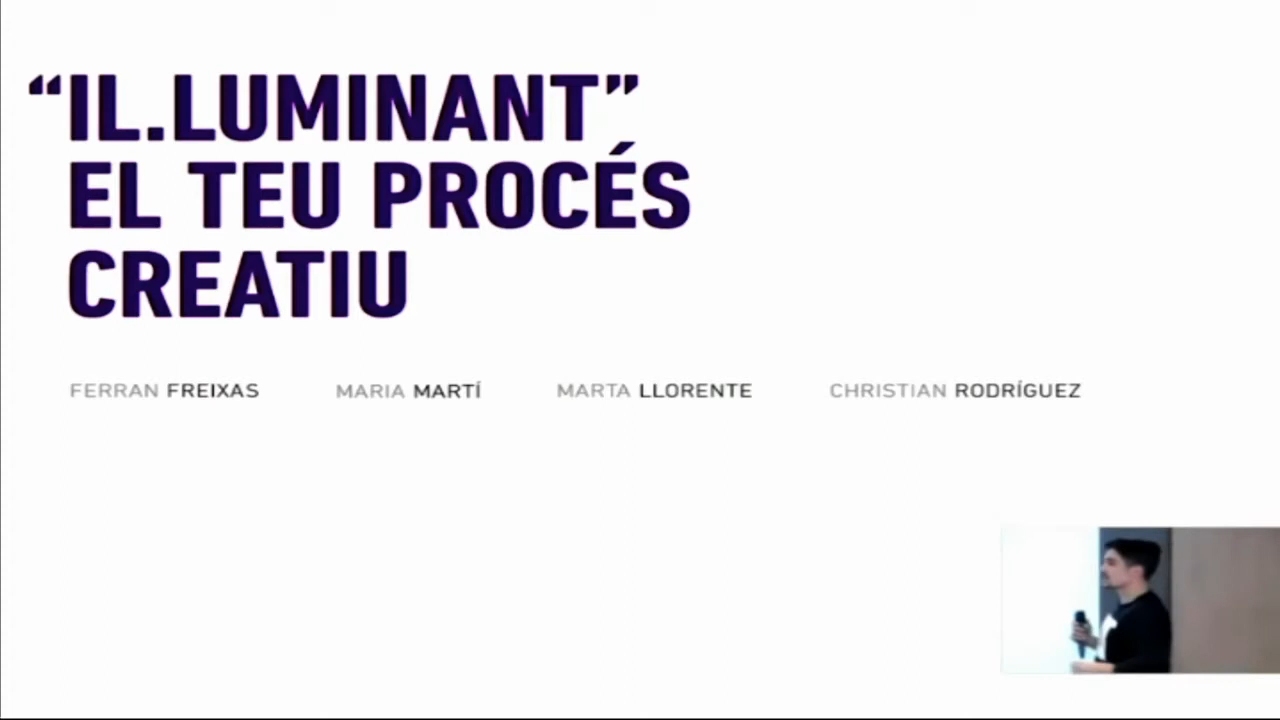 “IL.LUMINANT”
EL TEU PROCÉS
CREATIU
FERRAN FREIXAS MARIA MARTÍ MARTA LLORENTE CHRISTIAN RODRÍGUEZ